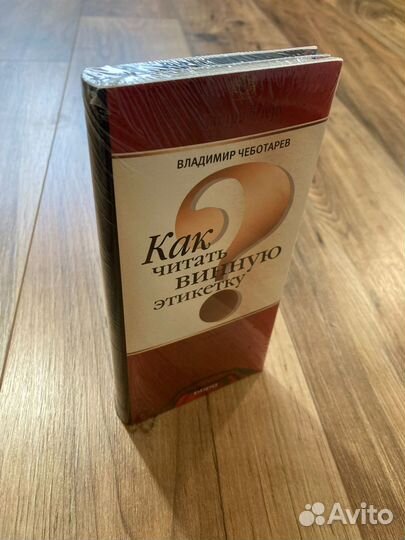 ВЛАДИМИР ЧЕБОТАРЕВ
Как
читать
винную
этикетку
?
Avito